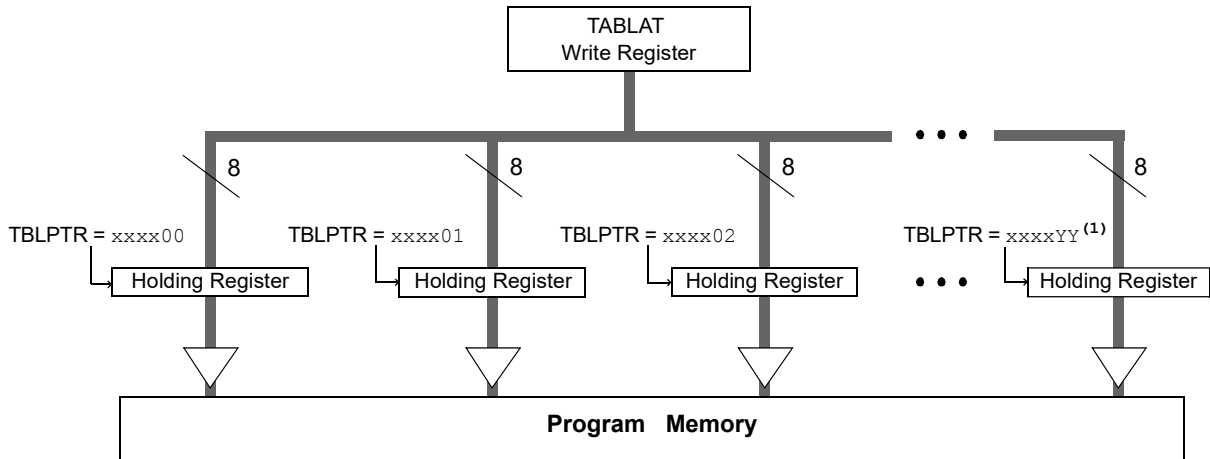 TABLAT
Write Register
8 8 8 8
TBLPTR = xxxx00 TBLPTR = xxxx01 TBLPTR = xxxx02 TBLPTR = xxxxYY(1)
Holding Register Holding Register Holding Register Holding Register
Program Memory